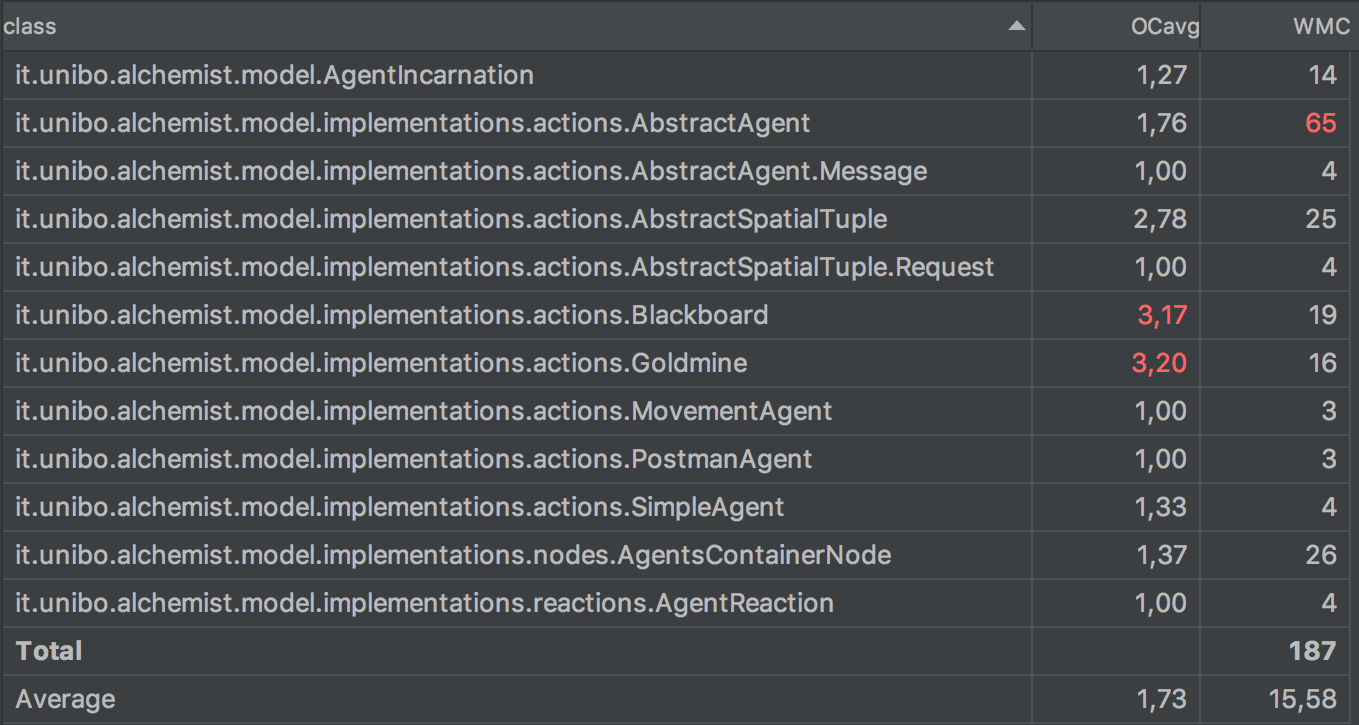 class OCavg WMC
it.unibo.alchemist.model.AgentIncarnation 1,27 14
it.unibo.alchemist.model.implementations.actions.AbstractAgent 1,76 65
it.unibo.alchemist.model.implementations.actions.AbstractAgent.Message 1,00 4
it.unibo.alchemist.model.implementations.actions.AbstractSpatialTuple 2,78 25
it.unibo.alchemist.model.implementations.actions.AbstractSpatialTuple.Request 1,00 4
it.unibo.alchemist.model.implementations.actions.Blackboard 3,17 19
it.unibo.alchemist.model.implementations.actions.Goldmine 3,20 16
it.unibo.alchemist.model.implementations.actions.MovementAgent 1,00 3
it.unibo.alchemist.model.implementations.actions.PostmanAgent 1,00 3
it.unibo.alchemist.model.implementations.actions.SimpleAgent 1,33 4
it.unibo.alchemist.model.implementations.nodes.AgentsContainerNode 1,37 26
it.unibo.alchemist.model.implementations.reactions.AgentReaction 1,00 4
Total 187
Average 1,73 15,58